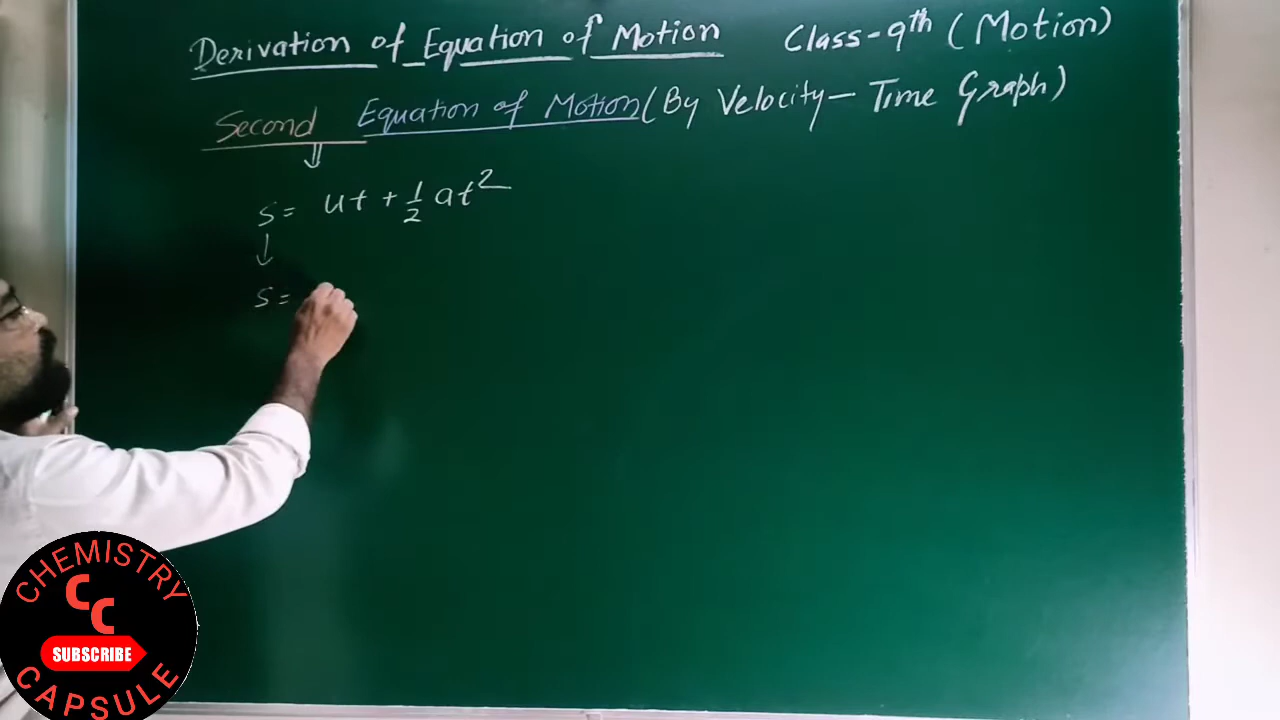 Derivation of Equation of Motion Class-9th (Motion)
Second Equation of Motion (By Velocity - Time Graph)
⇓
s = ut + 1/2 at²
↓
s =
CHEMISTRY
CC
SUBSCRIBE
CAPSULE